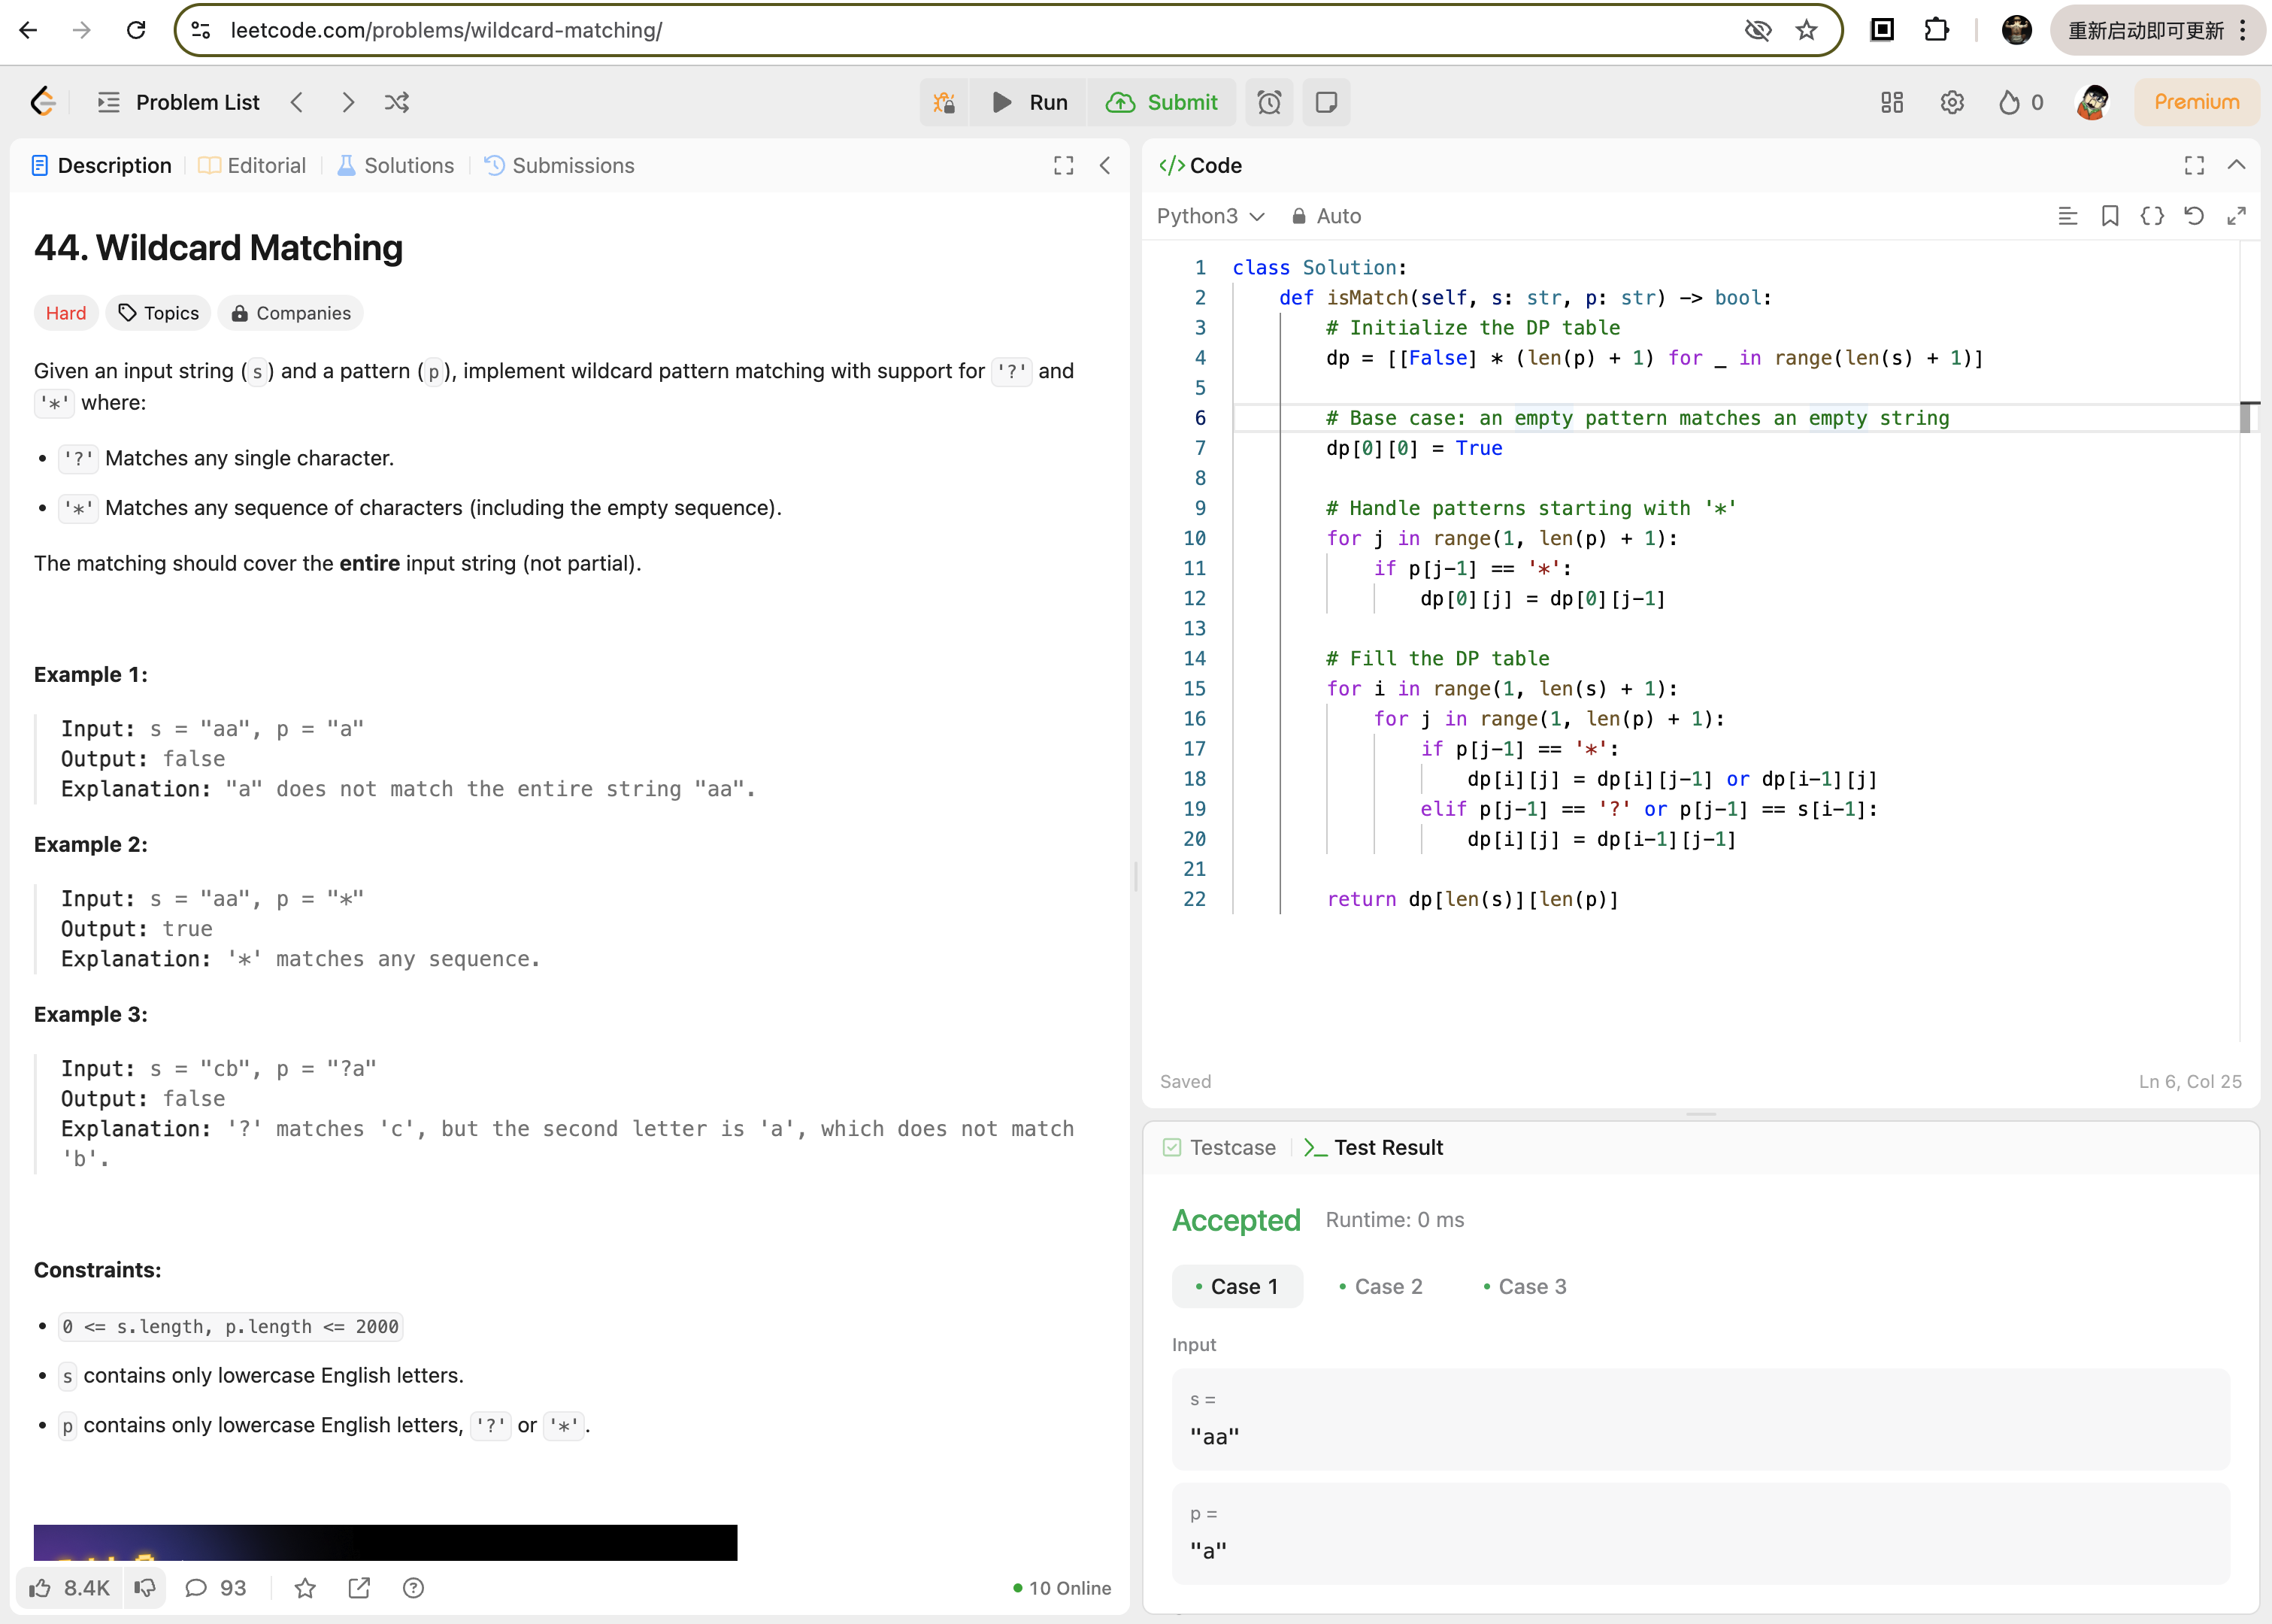 leetcode.com/problems/wildcard-matching/
重新启动即可更新
Problem List
Run
Submit
0
Premium
Description
Editorial
Solutions
Submissions
44. Wildcard Matching
Hard
Topics
Companies
Given an input string (s) and a pattern (p), implement wildcard pattern matching with support for '?' and
'*' where:
• '?' Matches any single character.
• '*' Matches any sequence of characters (including the empty sequence).
The matching should cover the entire input string (not partial).
Example 1:
Input: s = "aa", p = "a"
Output: false
Explanation: "a" does not match the entire string "aa".
Example 2:
Input: s = "aa", p = "*"
Output: true
Explanation: '*' matches any sequence.
Example 3:
Input: s = "cb", p = "?a"
Output: false
Explanation: '?' matches 'c', but the second letter is 'a', which does not match
'b'.
Constraints:
• 0 <= s.length, p.length <= 2000
• s contains only lowercase English letters.
• p contains only lowercase English letters, '?' or '*'.
8.4K
93
10 Online
</> Code
Python3
Auto
1 class Solution:
2     def isMatch(self, s: str, p: str) -> bool:
3         # Initialize the DP table
4         dp = [[False] * (len(p) + 1) for _ in range(len(s) + 1)]
5
6         # Base case: an empty pattern matches an empty string
7         dp[0][0] = True
8
9         # Handle patterns starting with '*'
10         for j in range(1, len(p) + 1):
11             if p[j-1] == '*':
12                 dp[0][j] = dp[0][j-1]
13
14         # Fill the DP table
15         for i in range(1, len(s) + 1):
16             for j in range(1, len(p) + 1):
17                 if p[j-1] == '*':
18                     dp[i][j] = dp[i][j-1] or dp[i-1][j]
19                 elif p[j-1] == '?' or p[j-1] == s[i-1]:
20                     dp[i][j] = dp[i-1][j-1]
21
22         return dp[len(s)][len(p)]
Saved
Ln 6, Col 25
Testcase
Test Result
Accepted
Runtime: 0 ms
• Case 1
• Case 2
• Case 3
Input
s =
"aa"
p =
"a"